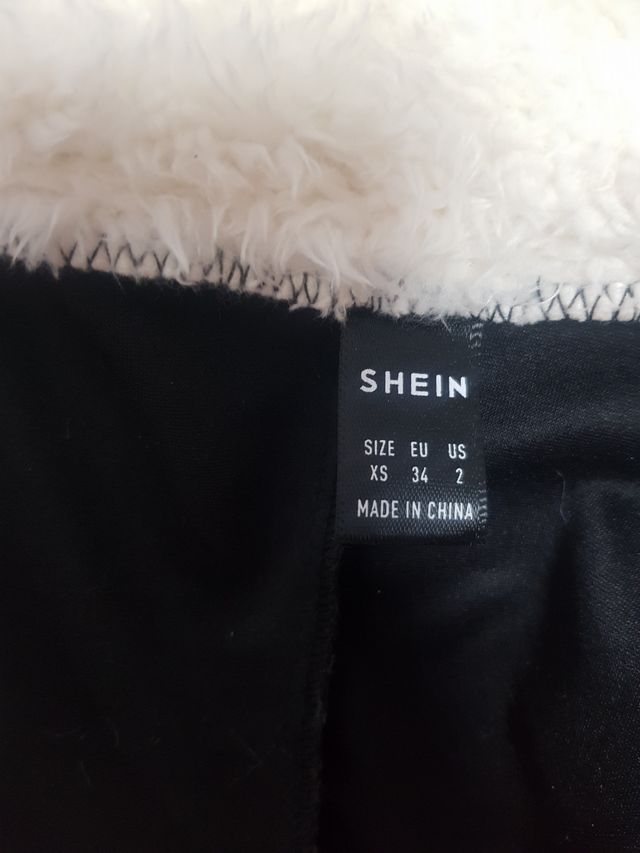 SHEIN
SIZE EU US
XS 34 2
MADE IN CHINA